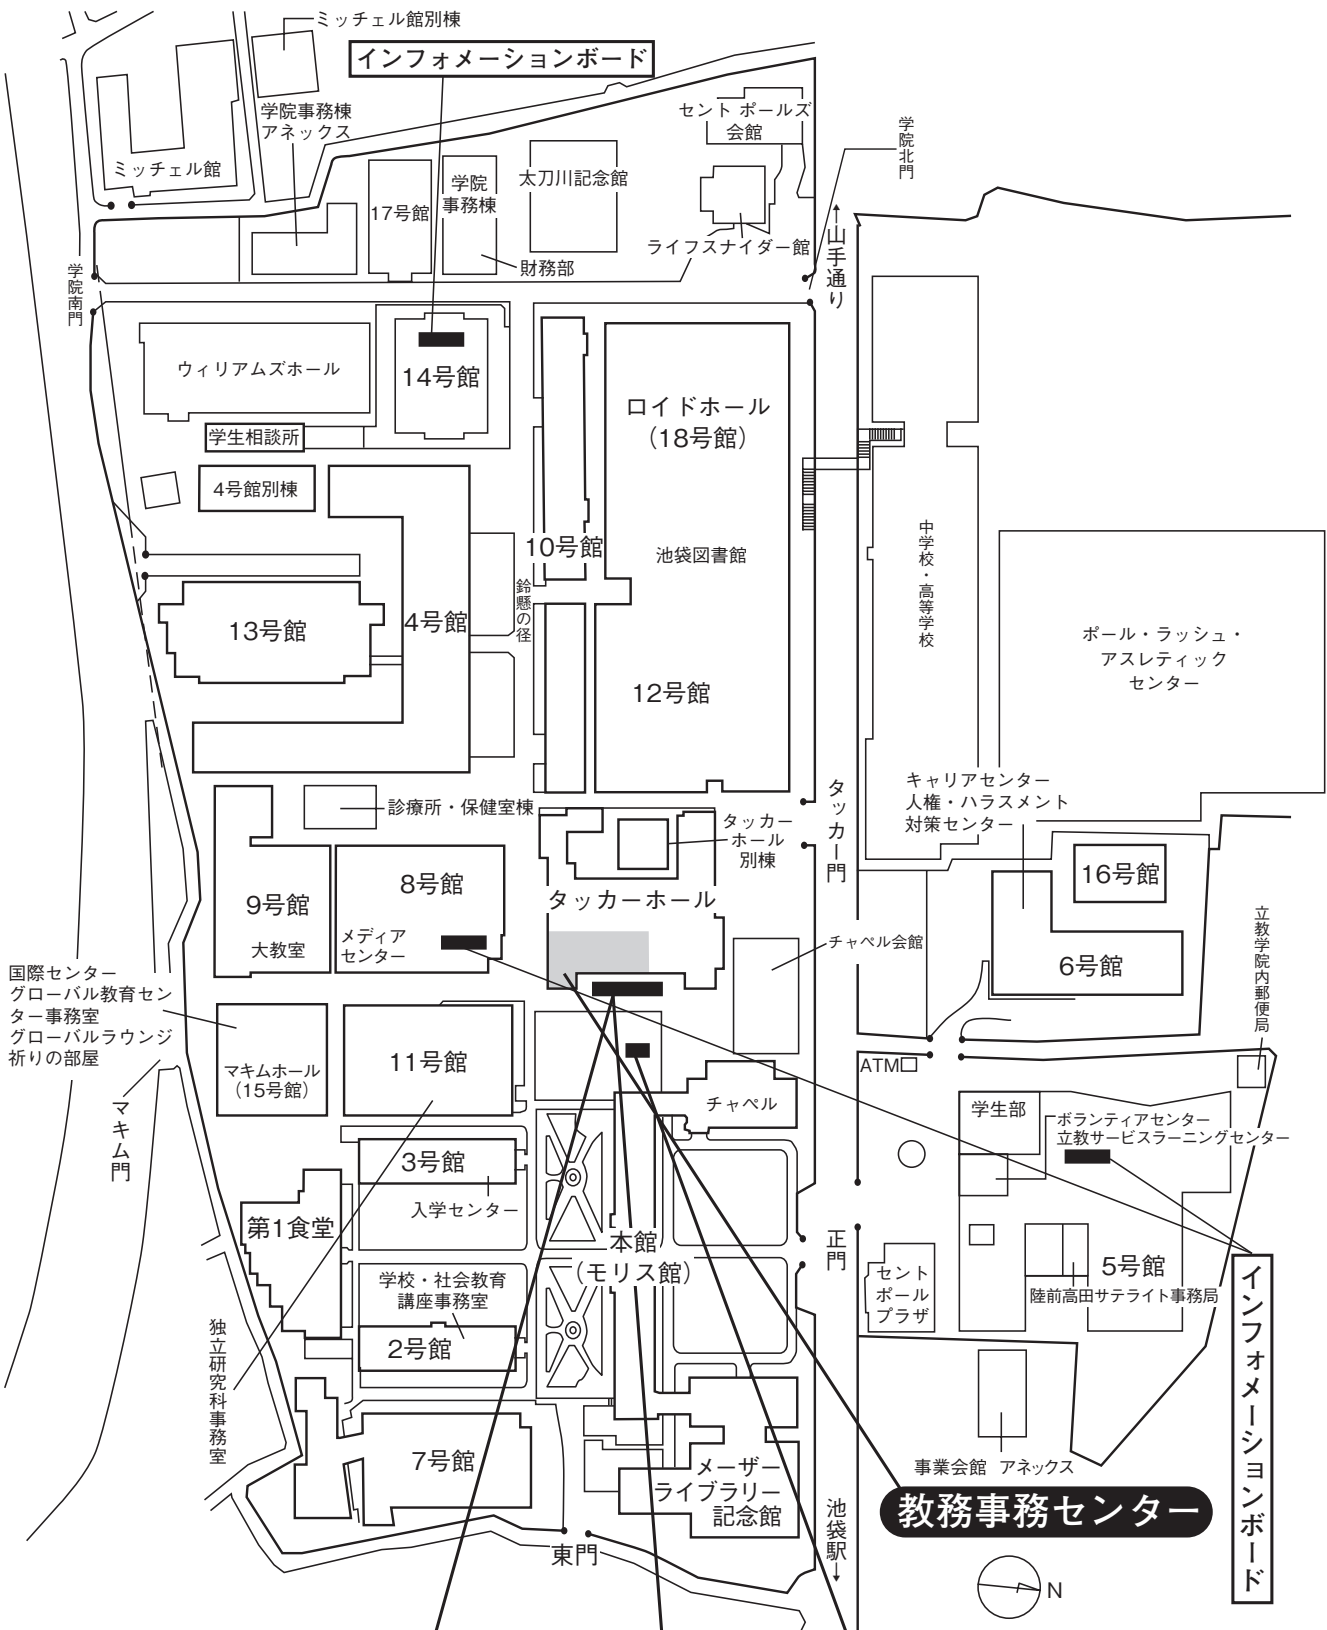 ミッチェル館別棟
インフォメーションボード
学院事務棟
アネックス
ミッチェル館
17号館
学院
事務棟
財務部
太刀川記念館
セント ポールズ
会館
ライフスナイダー館
学院北門
←山手通り
学院南門
ウィリアムズホール
14号館
学生相談所
4号館別棟
ロイドホール
（18号館）
10号館
池袋図書館
鈴懸の径
13号館
4号館
12号館
中学校・高等学校
ポール・ラッシュ・
アスレティック
センター
キャリアセンター
人権・ハラスメント
対策センター
診療所・保健室棟
タッカー
ホール
別棟
タッカー門
16号館
8号館
9号館
大教室
メディア
センター
タッカーホール
チャペル会館
6号館
立教学院内郵便局
国際センター
グローバル教育セン
ター事務室
グローバルラウンジ
祈りの部屋
マキムホール
（15号館）
11号館
チャペル
ATM
学生部
ボランティアセンター
立教サービスラーニングセンター
マキム門
3号館
入学センター
第1食堂
本館
（モリス館）
正門
セント
ポール
プラザ
5号館
陸前高田サテライト事務局
学校・社会教育
講座事務室
2号館
独立研究科事務室
インフォメーションボード
7号館
メーザー
ライブラリー
記念館
事業会館 アネックス
教務事務センター
東門
池袋駅→
N